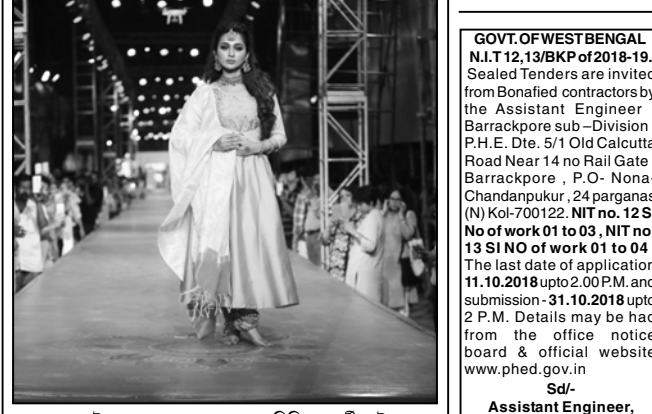 GOVT. OF WEST BENGAL
N.I.T 12,13/BKP of 2018-19.
Sealed Tenders are invited
from Bonafied contractors by
the Assistant Engineer
Barrackpore sub –Division
P.H.E. Dte. 5/1 Old Calcutta
Road Near 14 no Rail Gate
Barrackpore , P.O- Nona-
Chandanpukur , 24 parganas
(N) Kol-700122. NIT no. 12 S
No of work 01 to 03 , NIT no
13 SI NO of work 01 to 04
The last date of application
11.10.2018 upto 2.00 P.M. and
submission - 31.10.2018 upto
2 P.M. Details may be had
from the office notice
board & official website
www.phed.gov.in
Sd/-
Assistant Engineer,